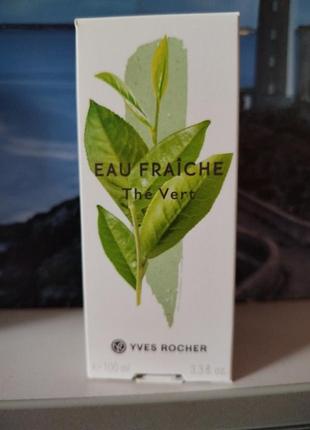 EAU FRAÎCHE
Thé Vert
YVES ROCHER
℮ 100 ml 3.3 fl. oz.